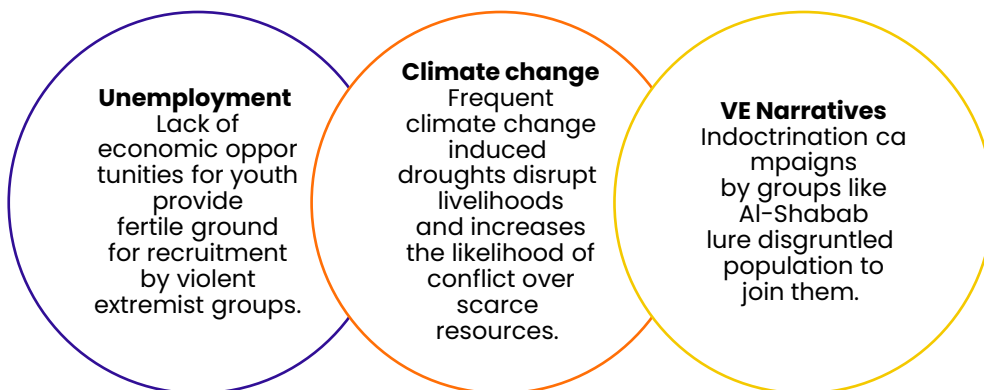 Unemployment
Lack of
economic oppor
tunities for youth
provide
fertile ground
for recruitment
by violent
extremist groups.
Climate change
Frequent
climate change
induced
droughts disrupt
livelihoods
and increases
the likelihood of
conflict over
scarce
resources.
VE Narratives
Indoctrination ca
mpaigns
by groups like
Al-Shabab
lure disgruntled
population to
join them.